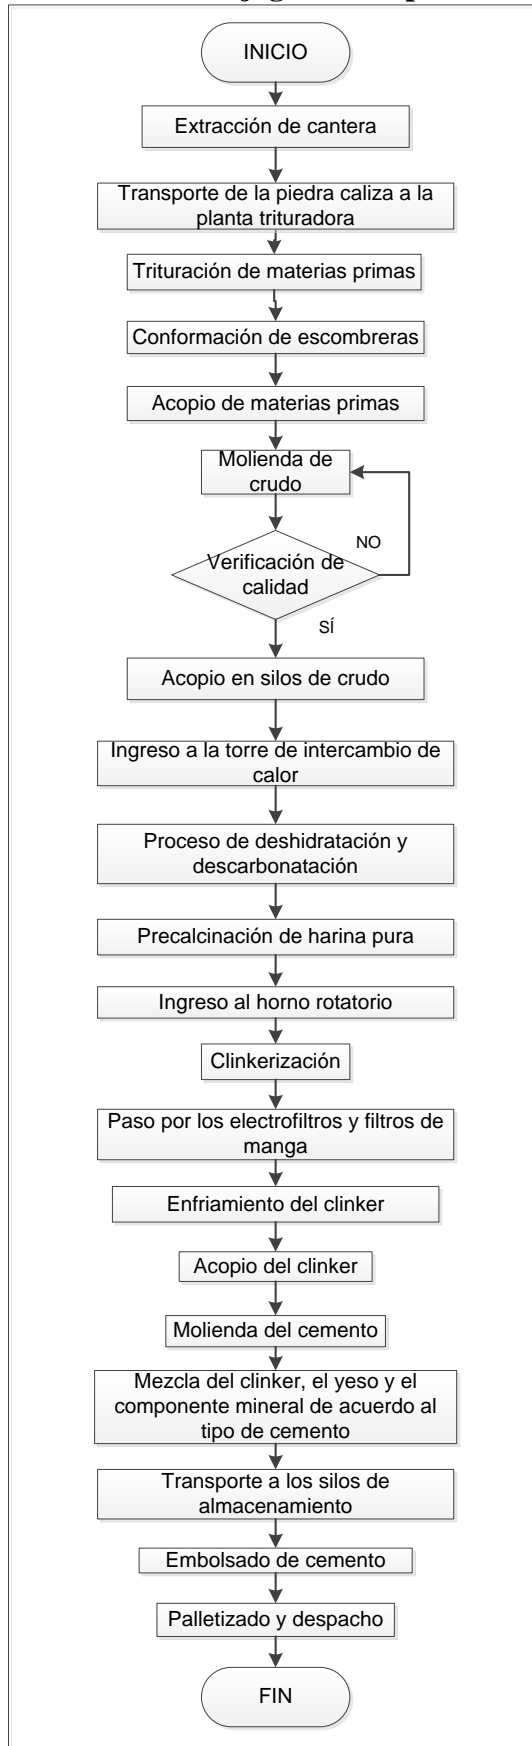 INICIO
Extracción de cantera
Transporte de la piedra caliza a la
planta trituradora
Trituración de materias primas
Conformación de escombreras
Acopio de materias primas
Molienda de
crudo
NO
Verificación de
calidad
SÍ
Acopio en silos de crudo
Ingreso a la torre de intercambio de
calor
Proceso de deshidratación y
descarbonatación
Precalcinación de harina pura
Ingreso al horno rotatorio
Clinkerización
Paso por los electrofiltros y filtros de
manga
Enfriamiento del clinker
Acopio del clinker
Molienda del cemento
Mezcla del clinker, el yeso y el
componente mineral de acuerdo al
tipo de cemento
Transporte a los silos de
almacenamiento
Embolsado de cemento
Palletizado y despacho
FIN